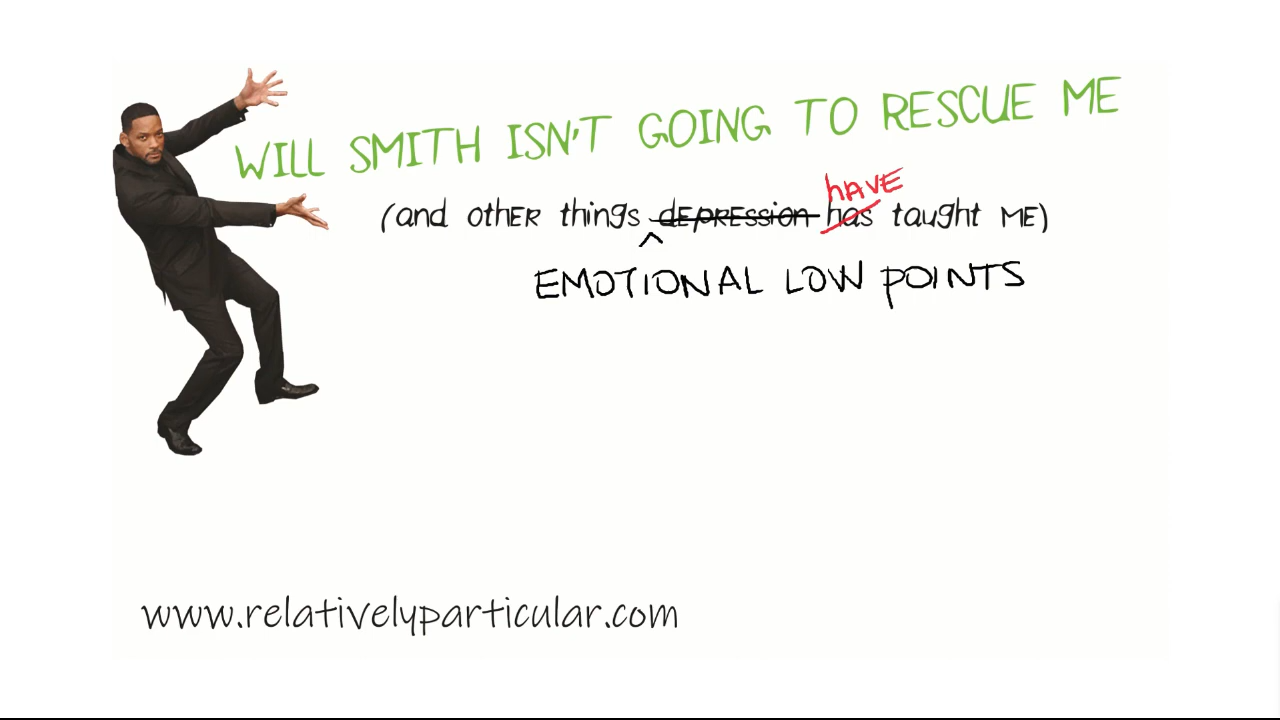 WILL SMITH ISN'T GOING TO RESCUE ME
HAVE
(and other things depression has taught ME)
^
EMOTIONAL LOW POINTS
www.relativelyparticular.com